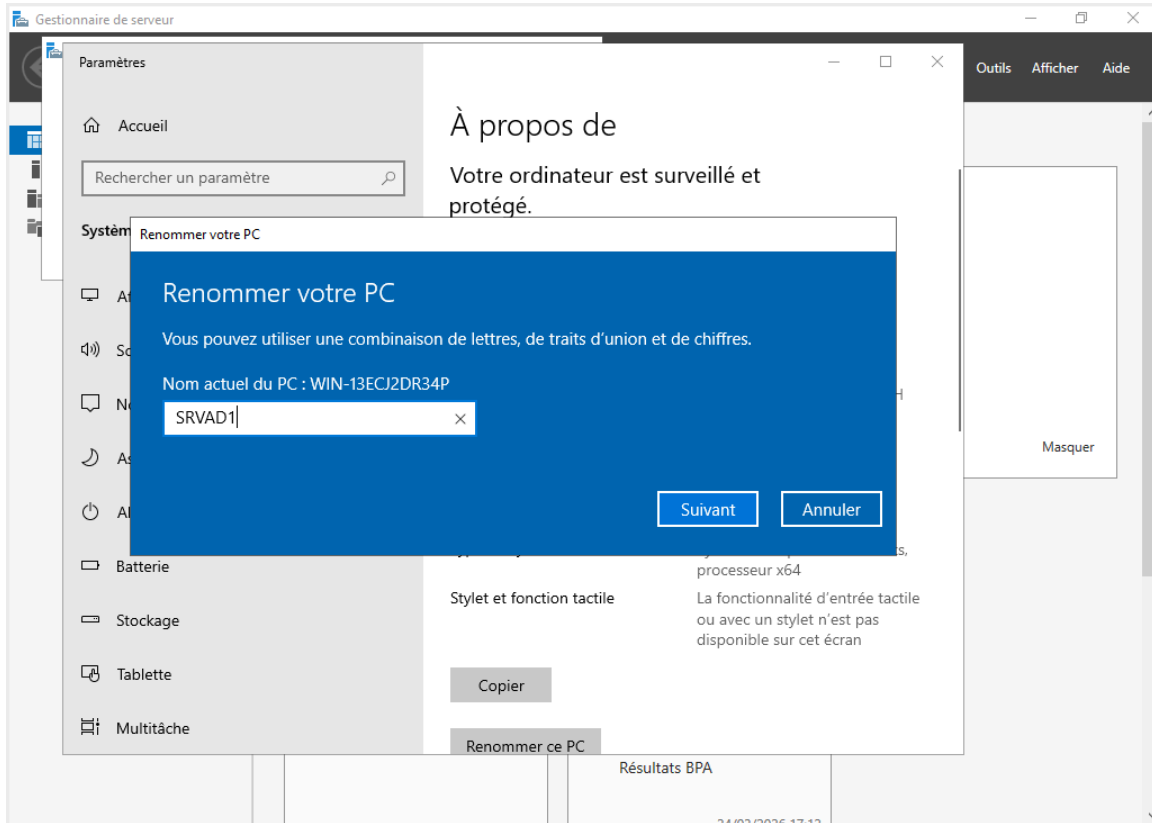 Gestionnaire de serveur
Outils Afficher Aide
Paramètres
Accueil
Rechercher un paramètre
Systèm
À propos de
Votre ordinateur est surveillé et
protégé.
Renommer votre PC
Renommer votre PC
Vous pouvez utiliser une combinaison de lettres, de traits d’union et de chiffres.
Nom actuel du PC : WIN-13ECJ2DR34P
SRVAD1
Suivant
Annuler
Masquer
Batterie
Stockage
Tablette
Multitâche
processeur x64
Stylet et fonction tactile
La fonctionnalité d’entrée tactile
ou avec un stylet n’est pas
disponible sur cet écran
Copier
Renommer ce PC
Résultats BPA